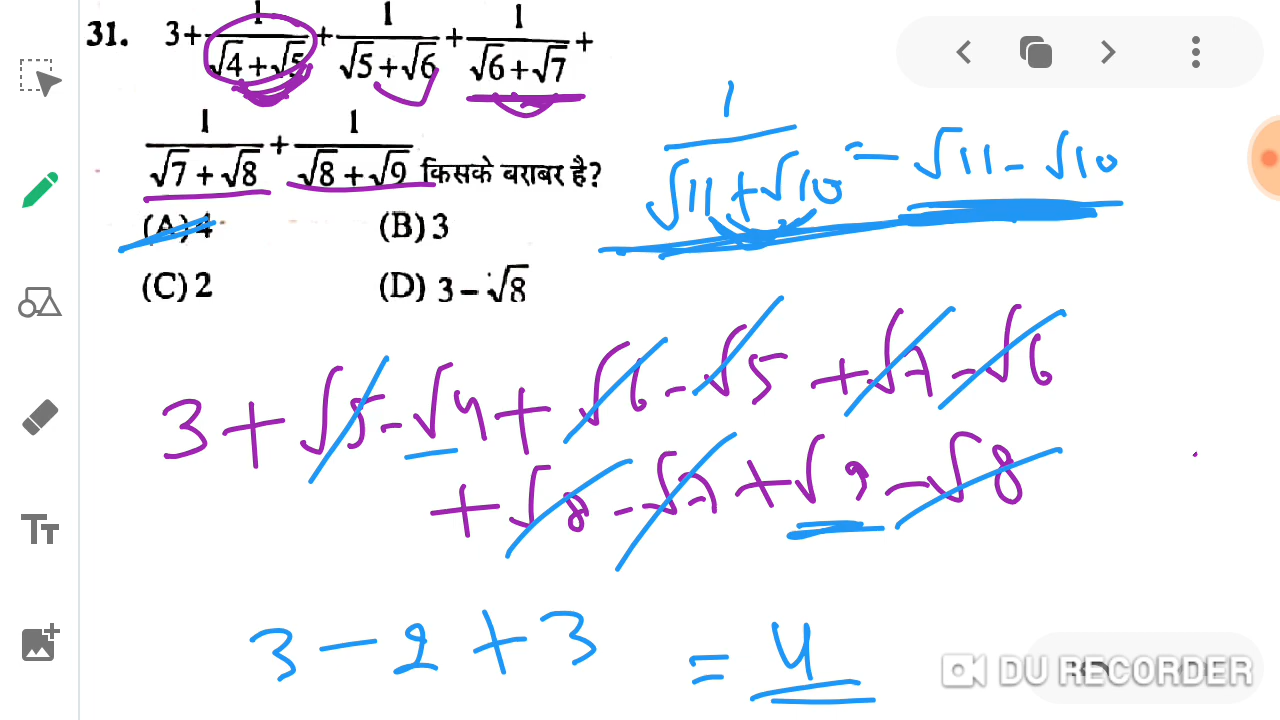 31. 3+ 1/(√4+√5) + 1/(√5+√6) + 1/(√6+√7) +
1/(√7+√8) + 1/(√8+√9) किसके बराबर है?
(A) 4 (B) 3
(C) 2 (D) 3-√8
1/(√11+√10) = √11-√10
3+√5-√4+√6-√5+√7-√6
+√8-√7+√9-√8
3-2+3 = 4
Tт
DU RECORDER